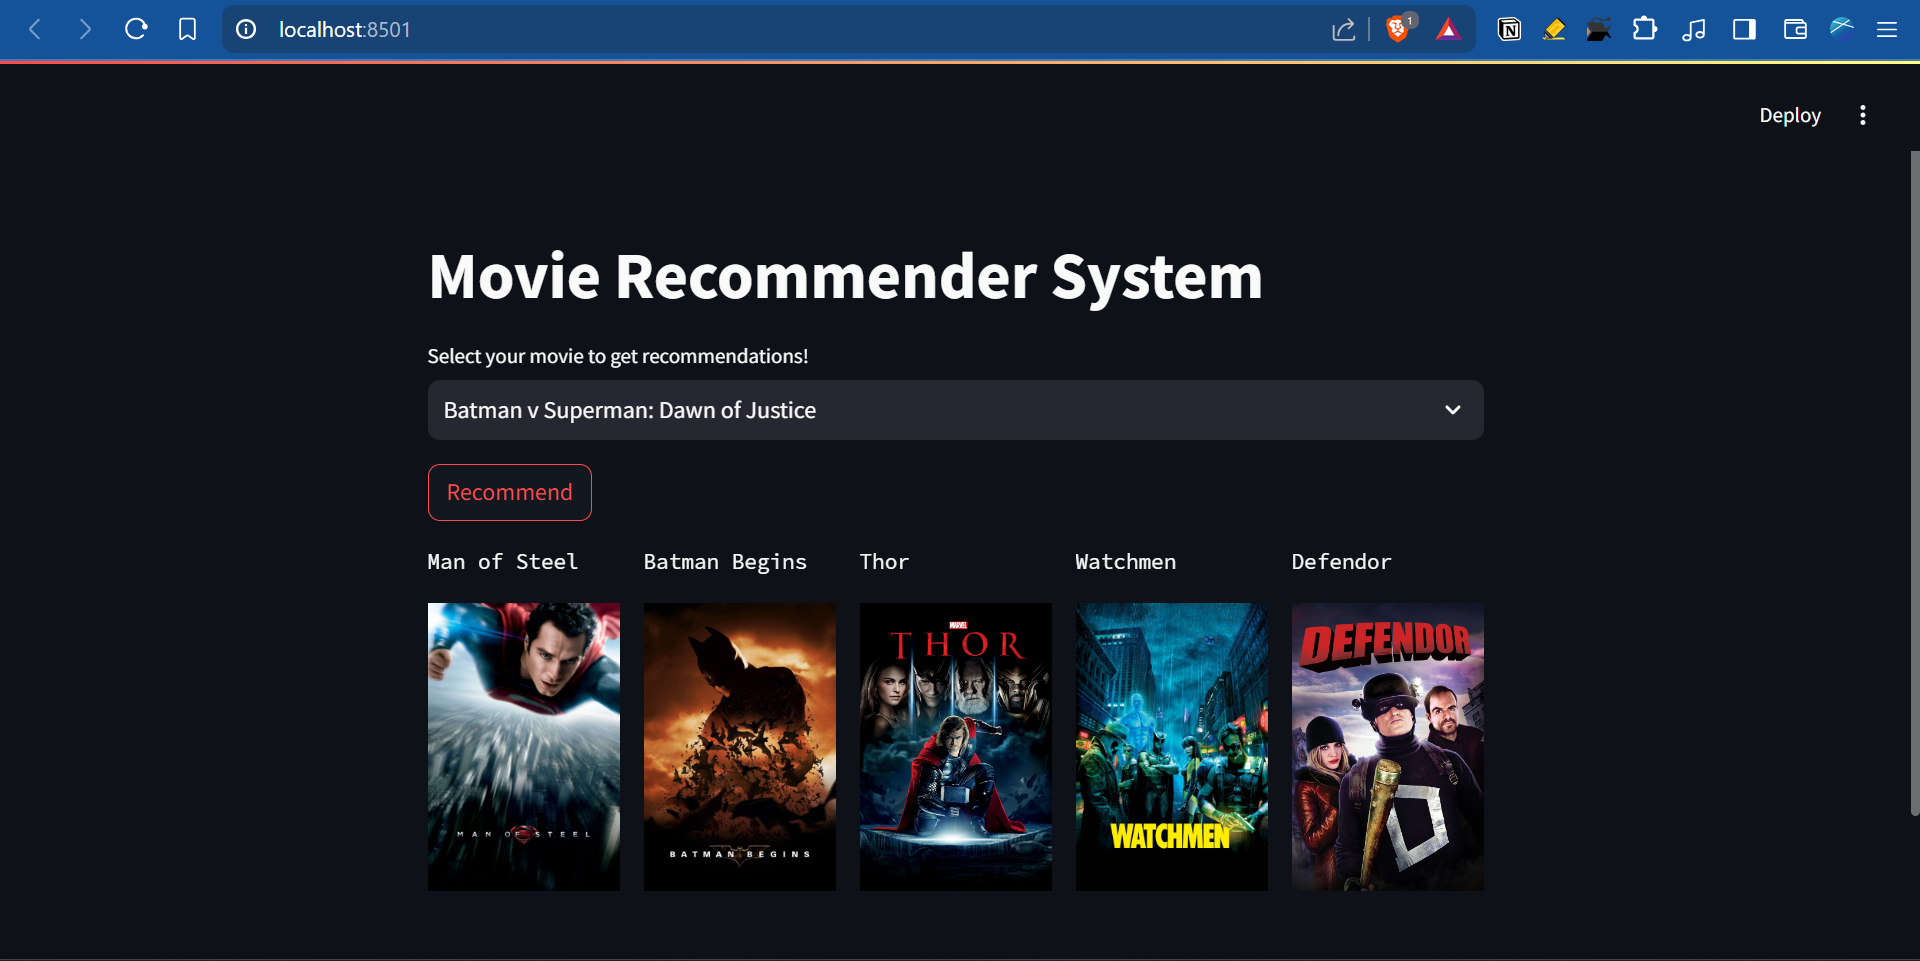 localhost:8501
1
Deploy
Movie Recommender System
Select your movie to get recommendations!
Batman v Superman: Dawn of Justice
Recommend
Man of Steel
Batman Begins
Thor
Watchmen
Defendor
MAN OF STEEL
BATMAN BEGINS
MARVEL
THOR
WATCHMEN
DEFENDOR